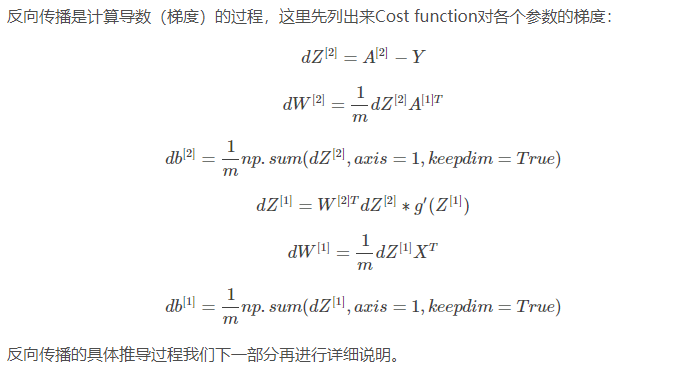 反向传播是计算导数（梯度）的过程，这里先列出来Cost function对各个参数的梯度：
dZ^{[2]} = A^{[2]} − Y
dW^{[2]} = \frac{1}{m} dZ^{[2]} A^{[1]T}
db^{[2]} = \frac{1}{m} np.sum(dZ^{[2]}, axis = 1, keepdim = True)
dZ^{[1]} = W^{[2]T} dZ^{[2]} * g′(Z^{[1]})
dW^{[1]} = \frac{1}{m} dZ^{[1]} X^{T}
db^{[1]} = \frac{1}{m} np.sum(dZ^{[1]}, axis = 1, keepdim = True)
反向传播的具体推导过程我们下一部分再进行详细说明。